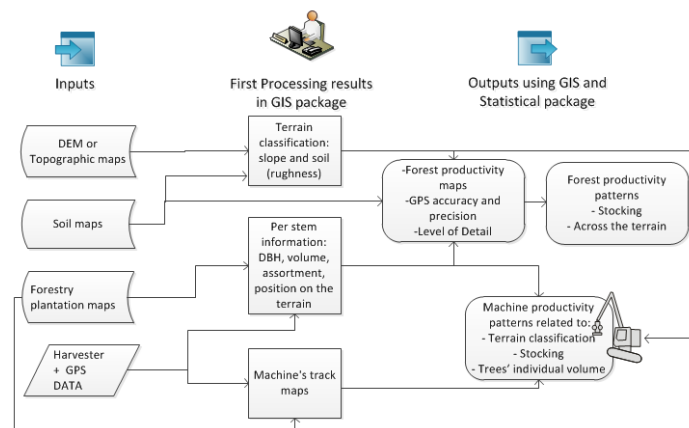 Inputs
First Processing results
in GIS package
Outputs using GIS and
Statistical package
DEM or
Topographic maps
Terrain
classification:
slope and soil
(rughness)
-Forest productivity
maps
-GPS accuracy and
precision
-Level of Detail
Forest productivity
patterns
- Stocking
- Across the terrain
Soil maps
Per stem
information:
DBH, volume,
assortment,
position on the
terrain
Forestry
plantation maps
Machine productivity
patterns related to:
- Terrain classification
- Stocking
- Trees' individual volume
Harvester
+ GPS
DATA
Machine's track
maps